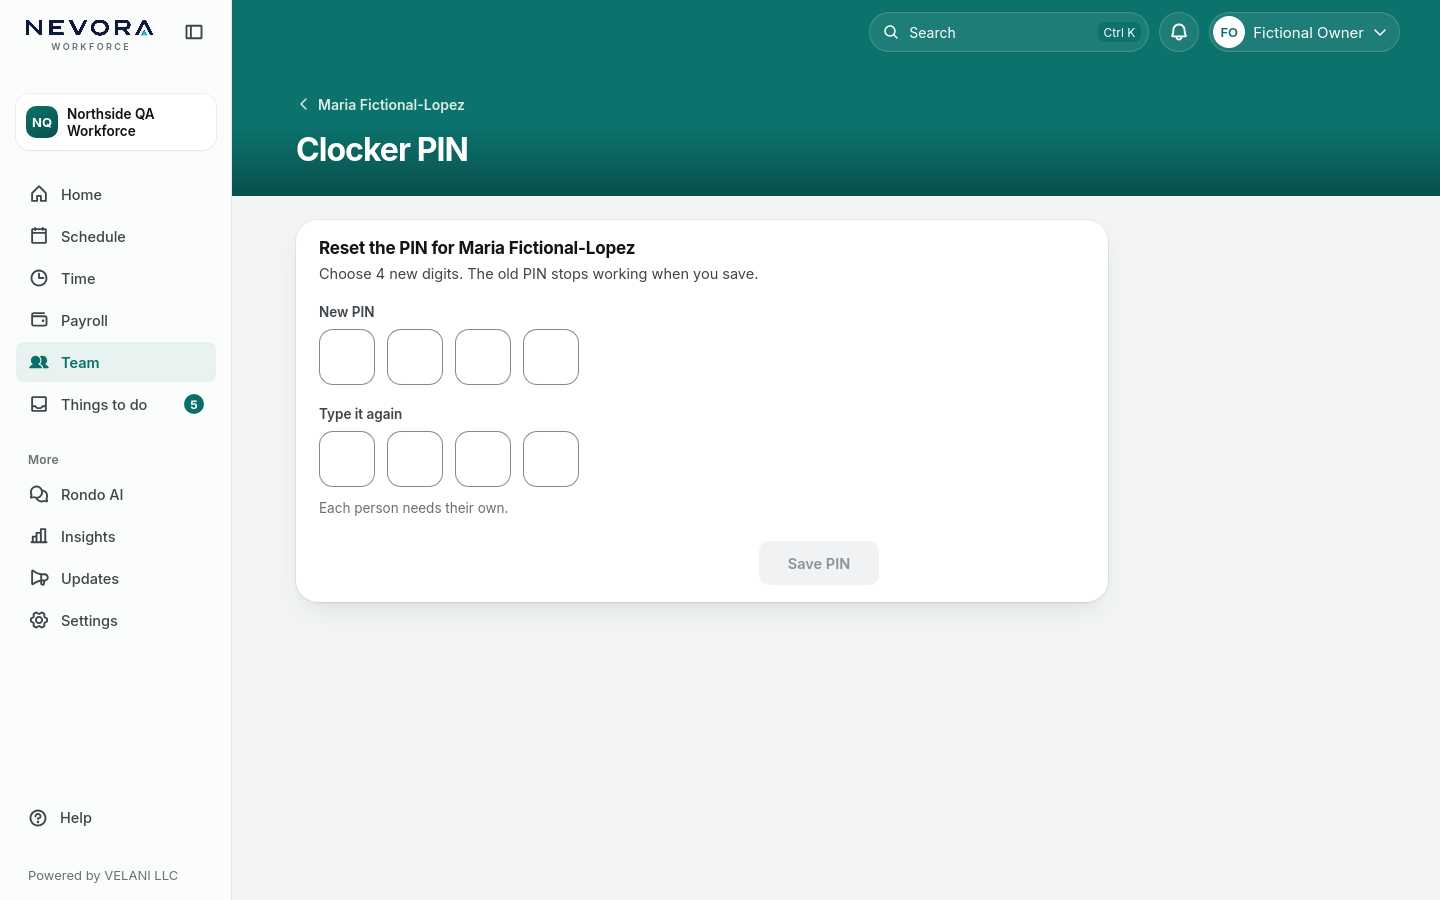 NEVORA
WORKFORCE
Search
Ctrl K
FO
Fictional Owner
NQ
Northside QA
Workforce
Maria Fictional-Lopez
Clocker PIN
Home
Schedule
Time
Payroll
Team
Things to do
5
More
Rondo AI
Insights
Updates
Settings
Help
Powered by VELANI LLC
Reset the PIN for Maria Fictional-Lopez
Choose 4 new digits. The old PIN stops working when you save.
New PIN
Type it again
Each person needs their own.
Save PIN